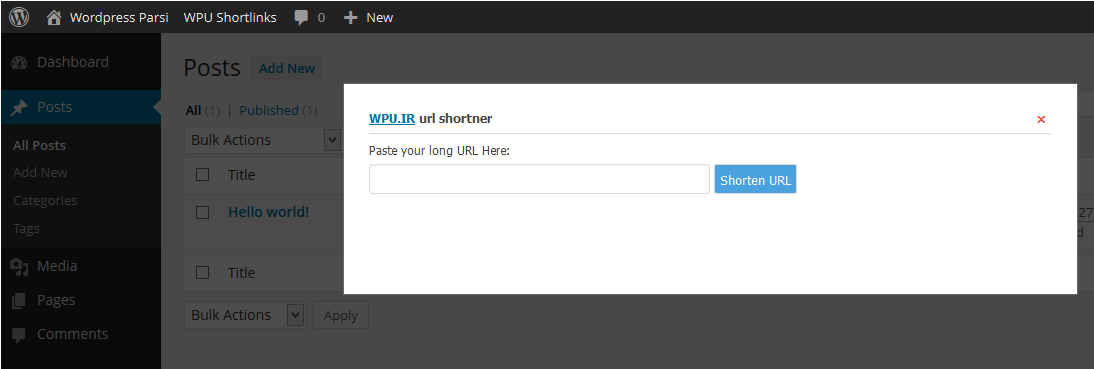 Wordpress Parsi WPU Shortlinks 0 New
Dashboard
Posts
All Posts
Add New
Categories
Tags
Media
Pages
Comments
Posts Add New
All (1) | Published (1)
Bulk Actions
Title
Hello world!
27
d
Title
Bulk Actions Apply
WPU.IR url shortner ×
Paste your long URL Here:
Shorten URL